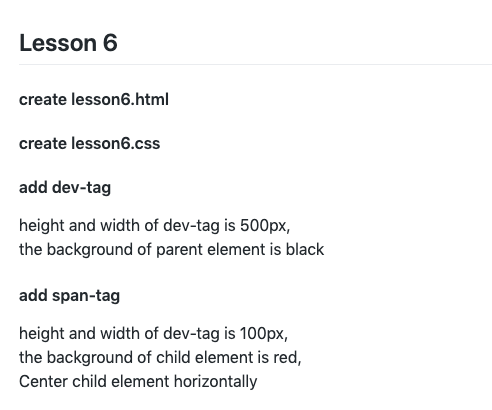 Lesson 6
create lesson6.html
create lesson6.css
add dev-tag
height and width of dev-tag is 500px,
the background of parent element is black
add span-tag
height and width of dev-tag is 100px,
the background of child element is red,
Center child element horizontally